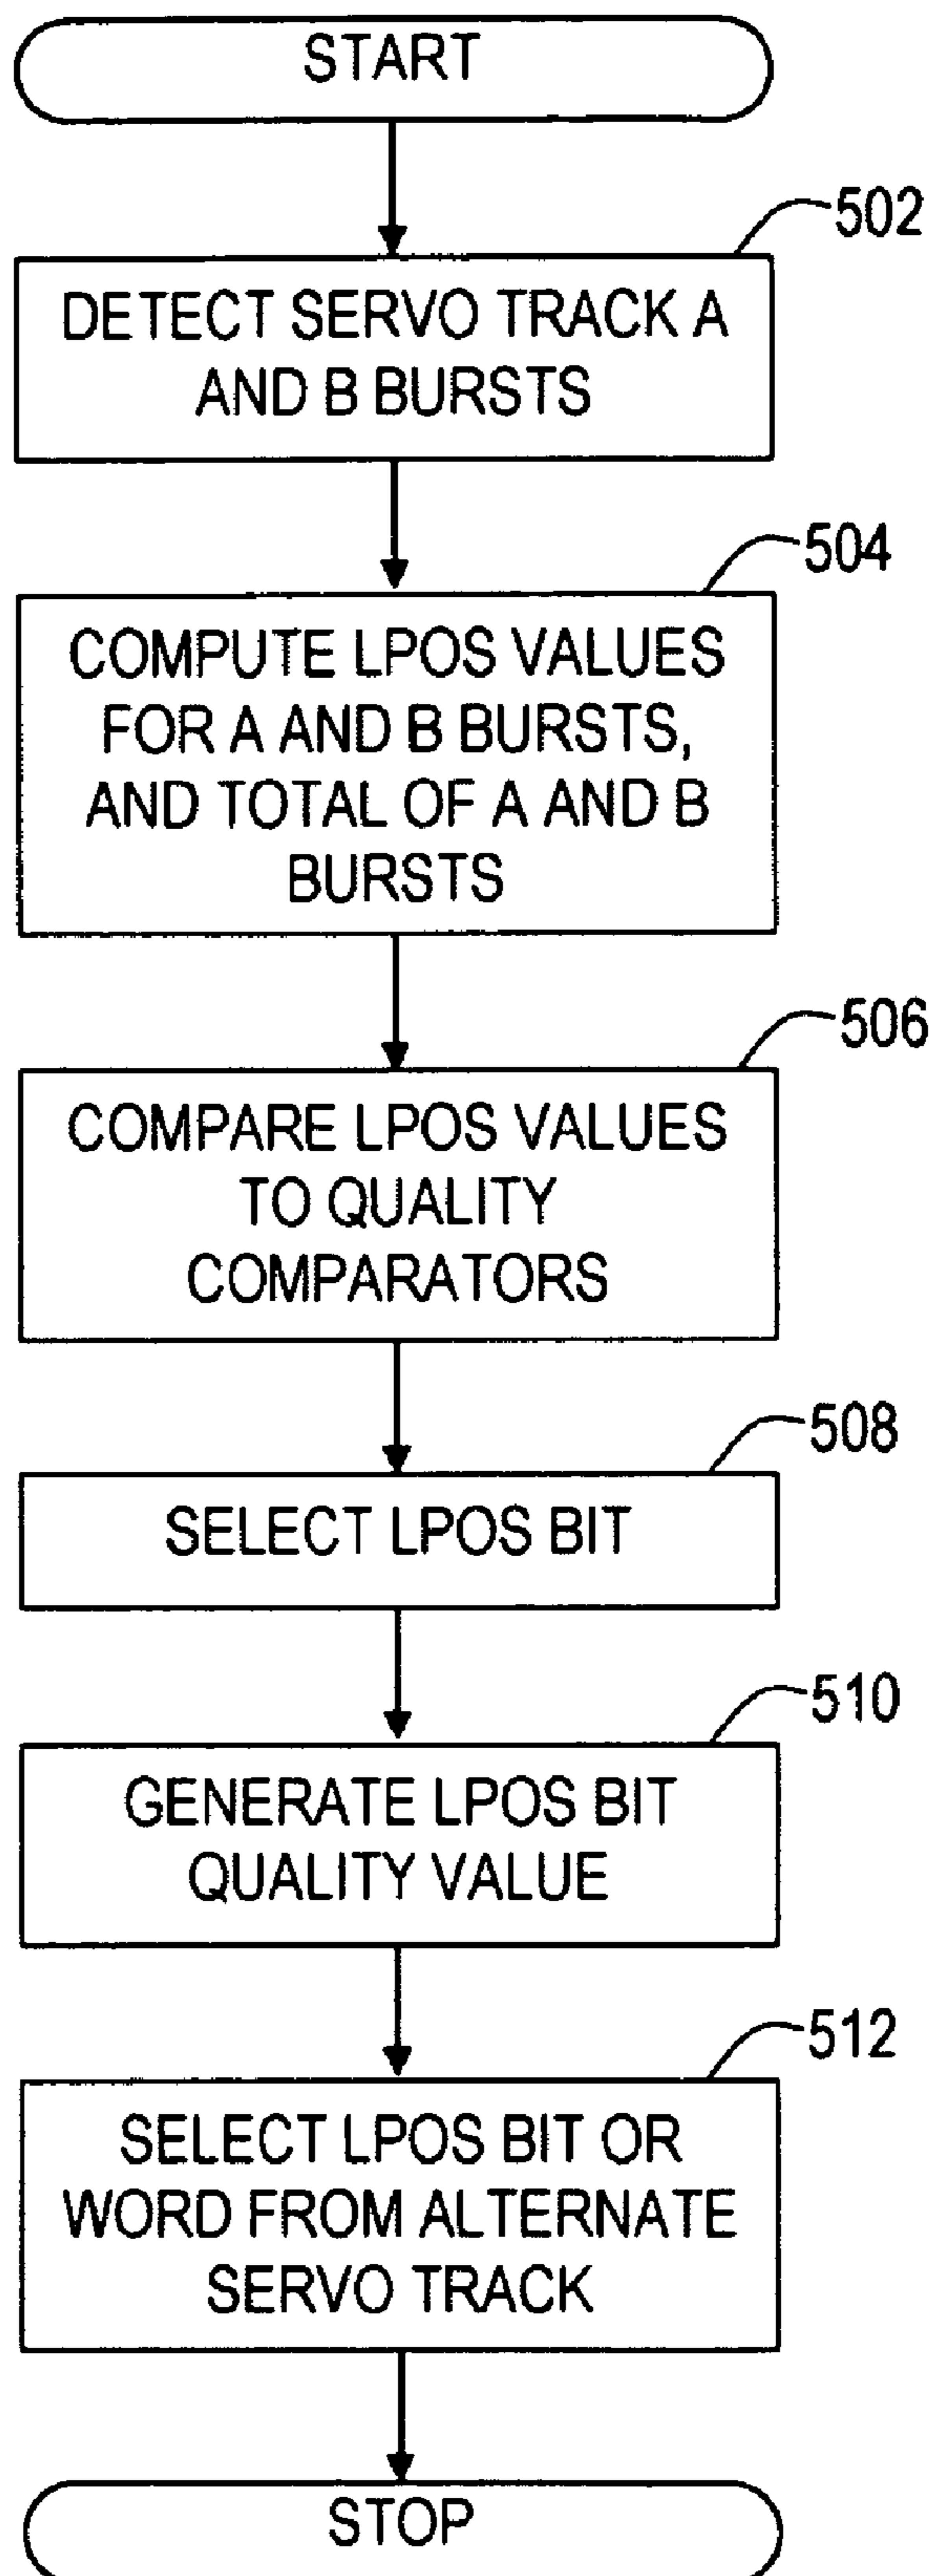 START
502
DETECT SERVO TRACK A
AND B BURSTS
504
COMPUTE LPOS VALUES
FOR A AND B BURSTS,
AND TOTAL OF A AND B
BURSTS
506
COMPARE LPOS VALUES
TO QUALITY
COMPARATORS
508
SELECT LPOS BIT
510
GENERATE LPOS BIT
QUALITY VALUE
512
SELECT LPOS BIT OR
WORD FROM ALTERNATE
SERVO TRACK
STOP